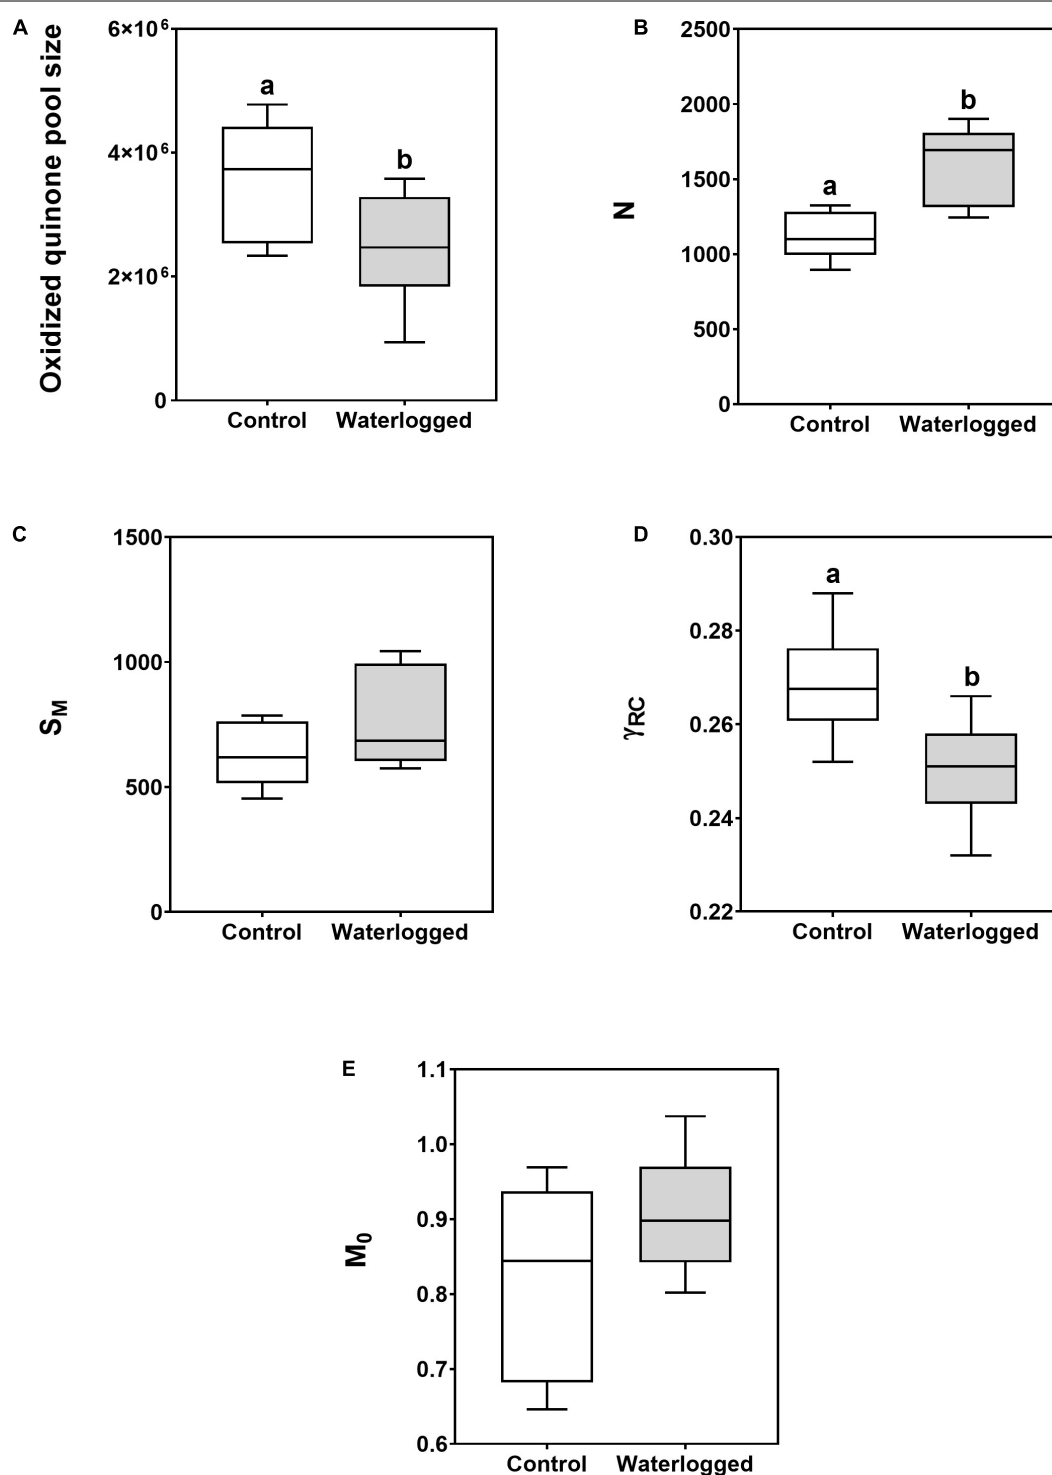 A
Oxidized quinone pool size
6×10⁶
4×10⁶
2×10⁶
0
a
b
Control Waterlogged
B
N
2500
2000
1500
1000
500
0
a
b
Control Waterlogged
C
S_M
1500
1000
500
0
Control Waterlogged
D
γ_RC
0.30
0.28
0.26
0.24
0.22
a
b
Control Waterlogged
E
M₀
1.1
1.0
0.9
0.8
0.7
0.6
Control Waterlogged